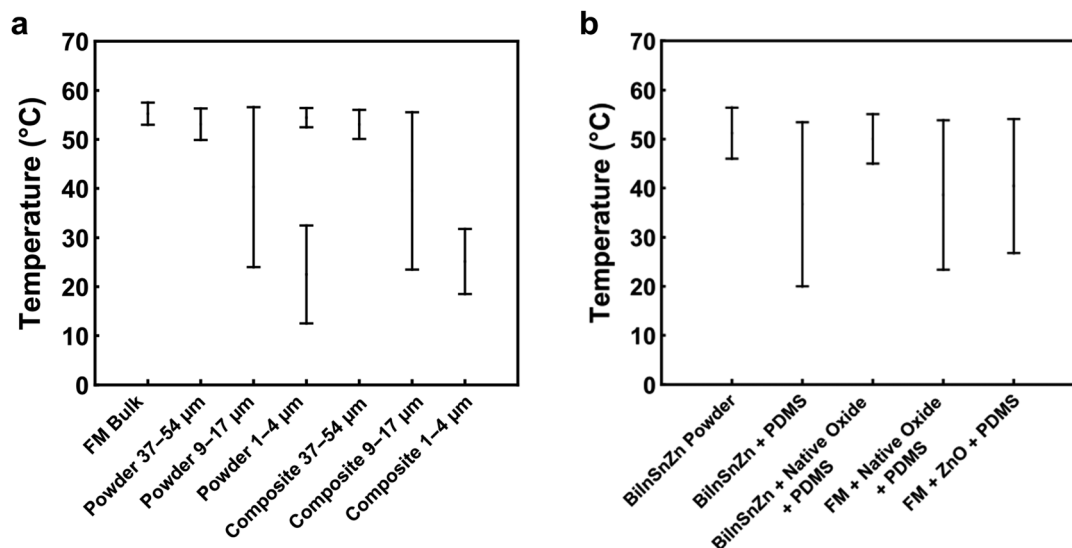 a
70
60
50
40
30
20
10
0
Temperature (°C)
FM Bulk
Powder 37–54 µm
Powder 9–17 µm
Powder 1–4 µm
Composite 37–54 µm
Composite 9–17 µm
Composite 1–4 µm
b
70
60
50
40
30
20
10
0
Temperature (°C)
BiInSnZn Powder
BiInSnZn + PDMS
BiInSnZn + Native Oxide
+ PDMS
FM + Native Oxide
+ PDMS
FM + ZnO + PDMS